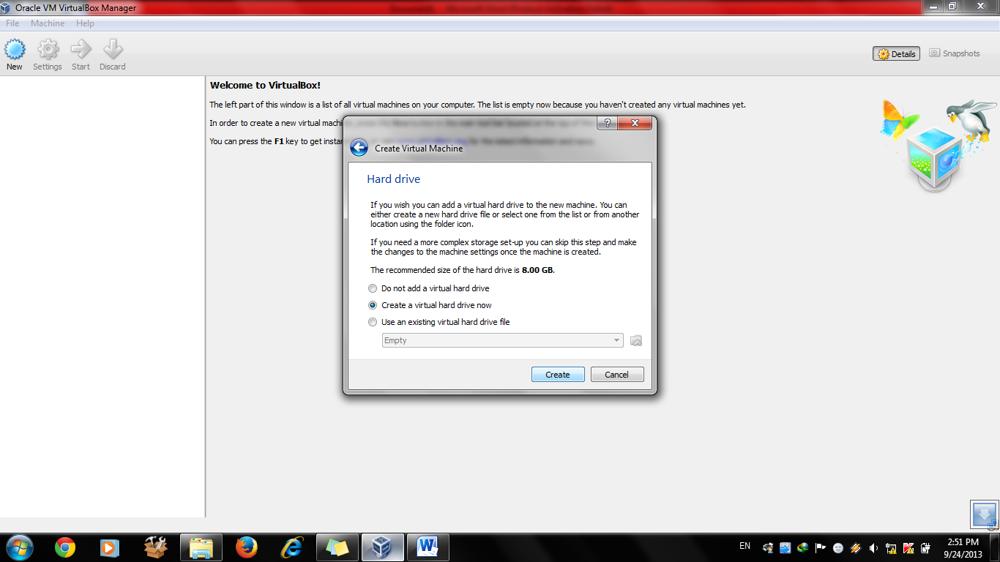 Oracle VM VirtualBox Manager
File Machine Help
New Settings Start Discard
Details Snapshots
Welcome to VirtualBox!
The left part of this window is a list of all virtual machines on your computer. The list is empty now because you haven't created any virtual machines yet.
In order to create a new virtual
You can press the F1 key to get
Create Virtual Machine
Hard drive
If you wish you can add a virtual hard drive to the new machine. You can
either create a new hard drive file or select one from the list or from another
location using the folder icon.
If you need a more complex storage set-up you can skip this step and make
the changes to the machine settings once the machine is created.
The recommended size of the hard drive is 8.00 GB.
Do not add a virtual hard drive
Create a virtual hard drive now
Use an existing virtual hard drive file
Empty
Create Cancel
EN
2:51 PM
9/24/2013